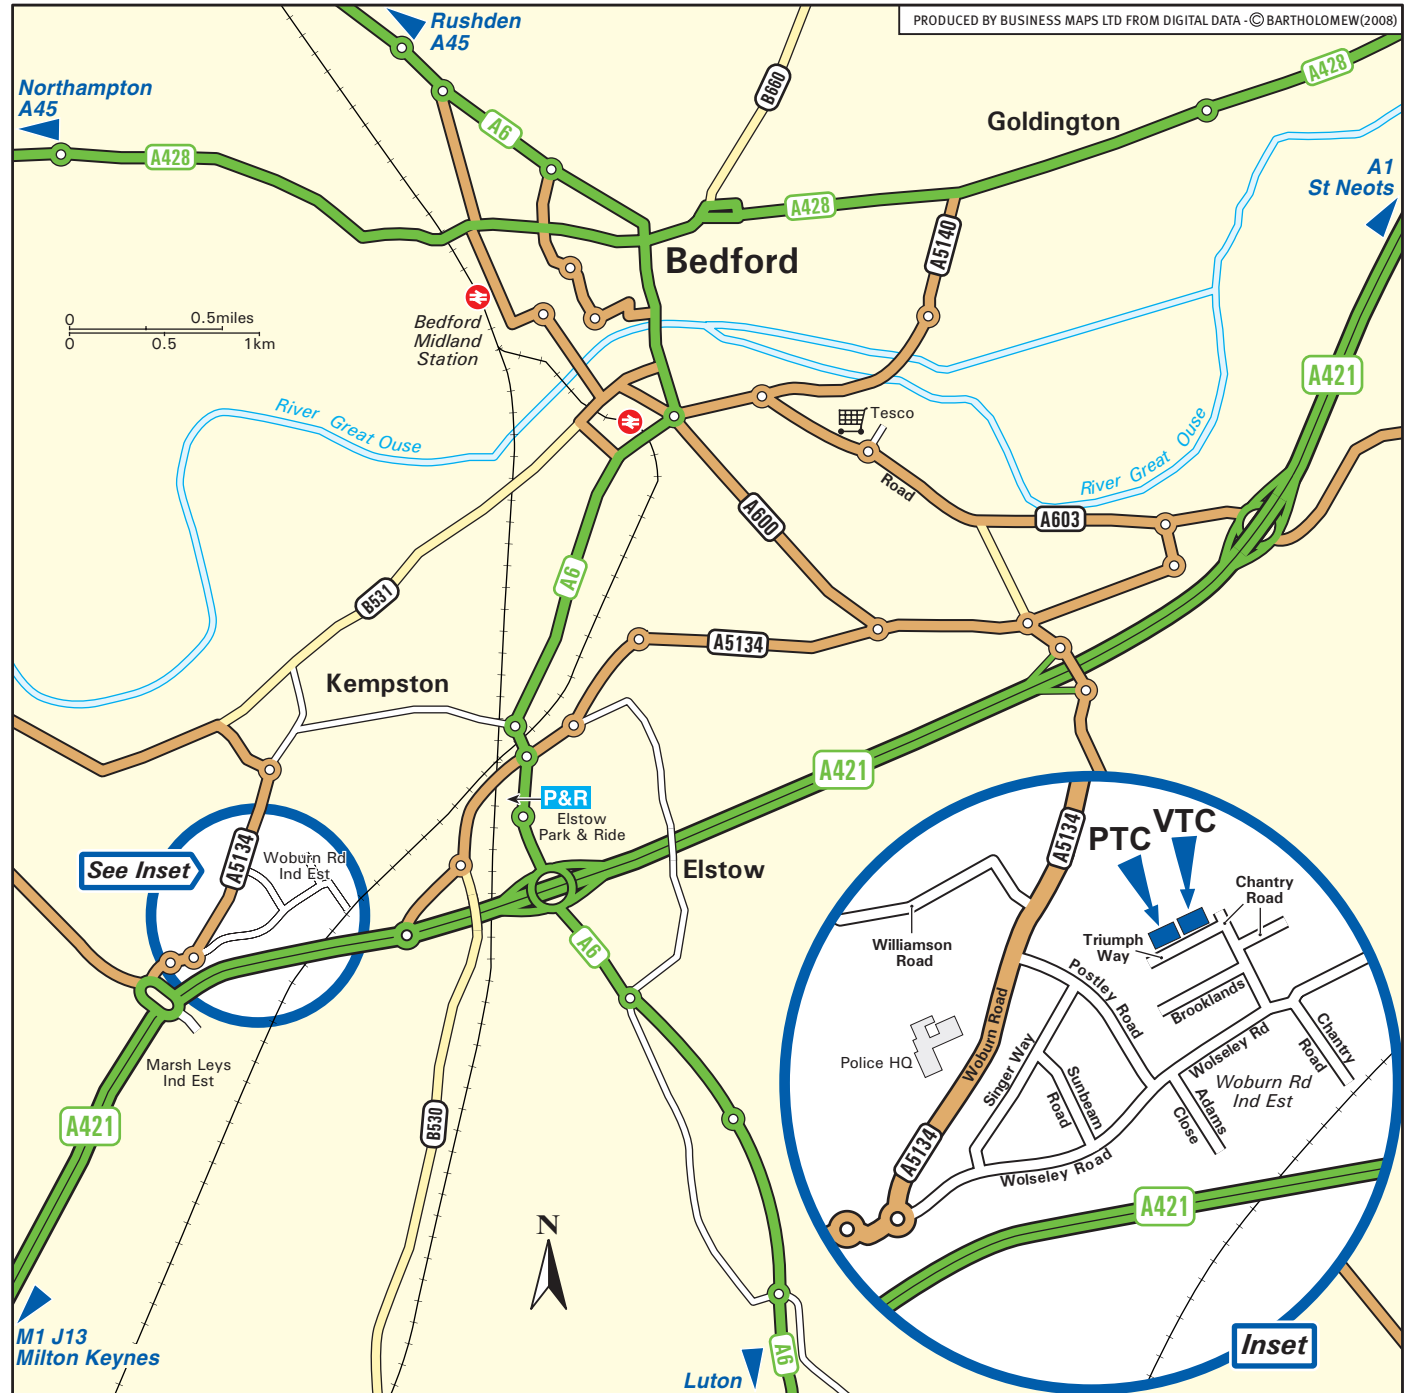 PRODUCED BY BUSINESS MAPS LTD FROM DIGITAL DATA - © BARTHOLOMEW(2008)
Rushden
A45
Northampton
A45
A6
B660
A428
Goldington
A428
A1
St Neots
A428
Bedford
A5140
0 0.5miles
0 0.5 1km
Bedford
Midland
Station
A421
River Great Ouse
Tesco
Road
River Great Ouse
A600
A603
A6
B531
A5134
Kempston
A421
P&R
Elstow
Park & Ride
See Inset
A5134
Woburn Rd
Ind Est
Elstow
A6
Marsh Leys
Ind Est
A421
B530
N
M1 J13
Milton Keynes
Luton
A6
A5134
PTC
VTC
Chantry
Road
Williamson
Road
Triumph
Way
Postley Road
Brooklands
Woburn Road
Police HQ
Singer Way
Sunbeam
Road
Wolseley Rd
Chantry
Road
Woburn Rd
Ind Est
Adams
Close
A5134
Wolseley Road
A421
Inset